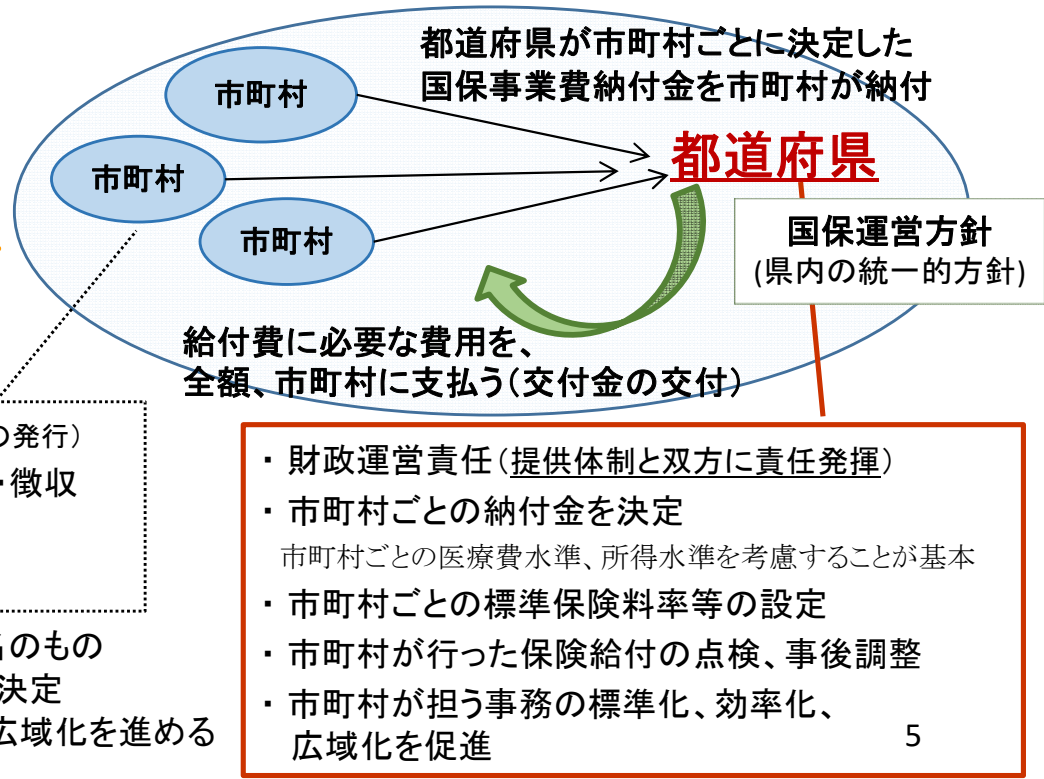 都道府県が市町村ごとに決定した
国保事業費納付金を市町村が納付
市町村
市町村
市町村
都道府県
国保運営方針
(県内の統一的方針)
給付費に必要な費用を、
全額、市町村に支払う(交付金の交付)
の発行)
・徴収
名のもの
決定
広域化を進める
・ 財政運営責任(提供体制と双方に責任発揮)
・ 市町村ごとの納付金を決定
市町村ごとの医療費水準、所得水準を考慮することが基本
・ 市町村ごとの標準保険料率等の設定
・ 市町村が行った保険給付の点検、事後調整
・ 市町村が担う事務の標準化、効率化、
広域化を促進
5